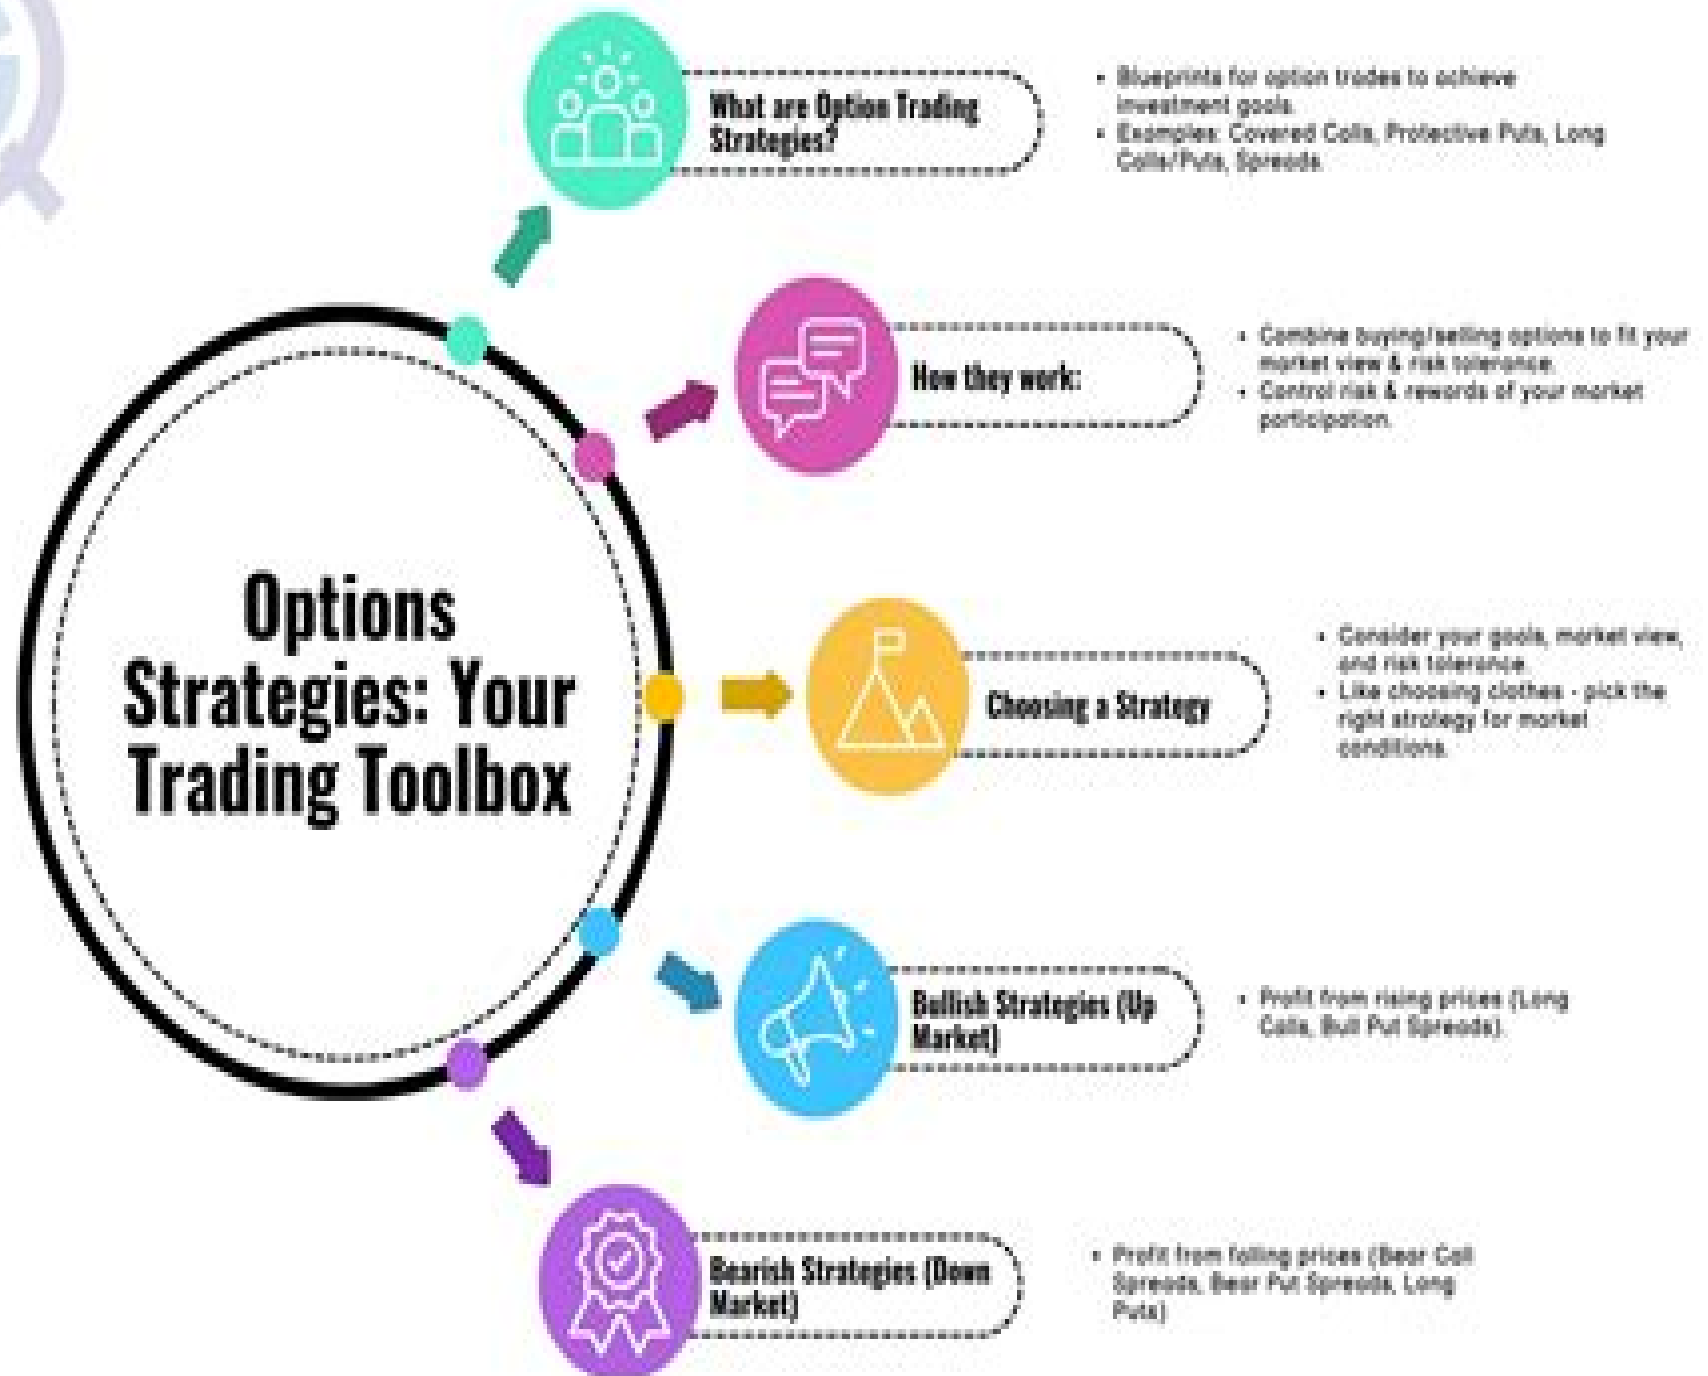 What are Option Trading
Strategies?
• Blueprints for option trades to achieve
investment goals.
• Examples: Covered Calls, Protective Puts, Long
Calls/Puts, Spreads.
How they work:
• Combine buying/selling options to fit your
market view & risk tolerance.
• Control risk & rewards of your market
participation.
Options
Strategies: Your
Trading Toolbox
Choosing a Strategy
• Consider your goals, market view,
and risk tolerance.
• Like choosing clothes - pick the
right strategy for market
conditions.
Bullish Strategies (Up
Market)
• Profit from rising prices (Long
Calls, Bull Put Spreads).
Bearish Strategies (Down
Market)
• Profit from falling prices (Bear Call
Spreads, Bear Put Spreads, Long
Puts)